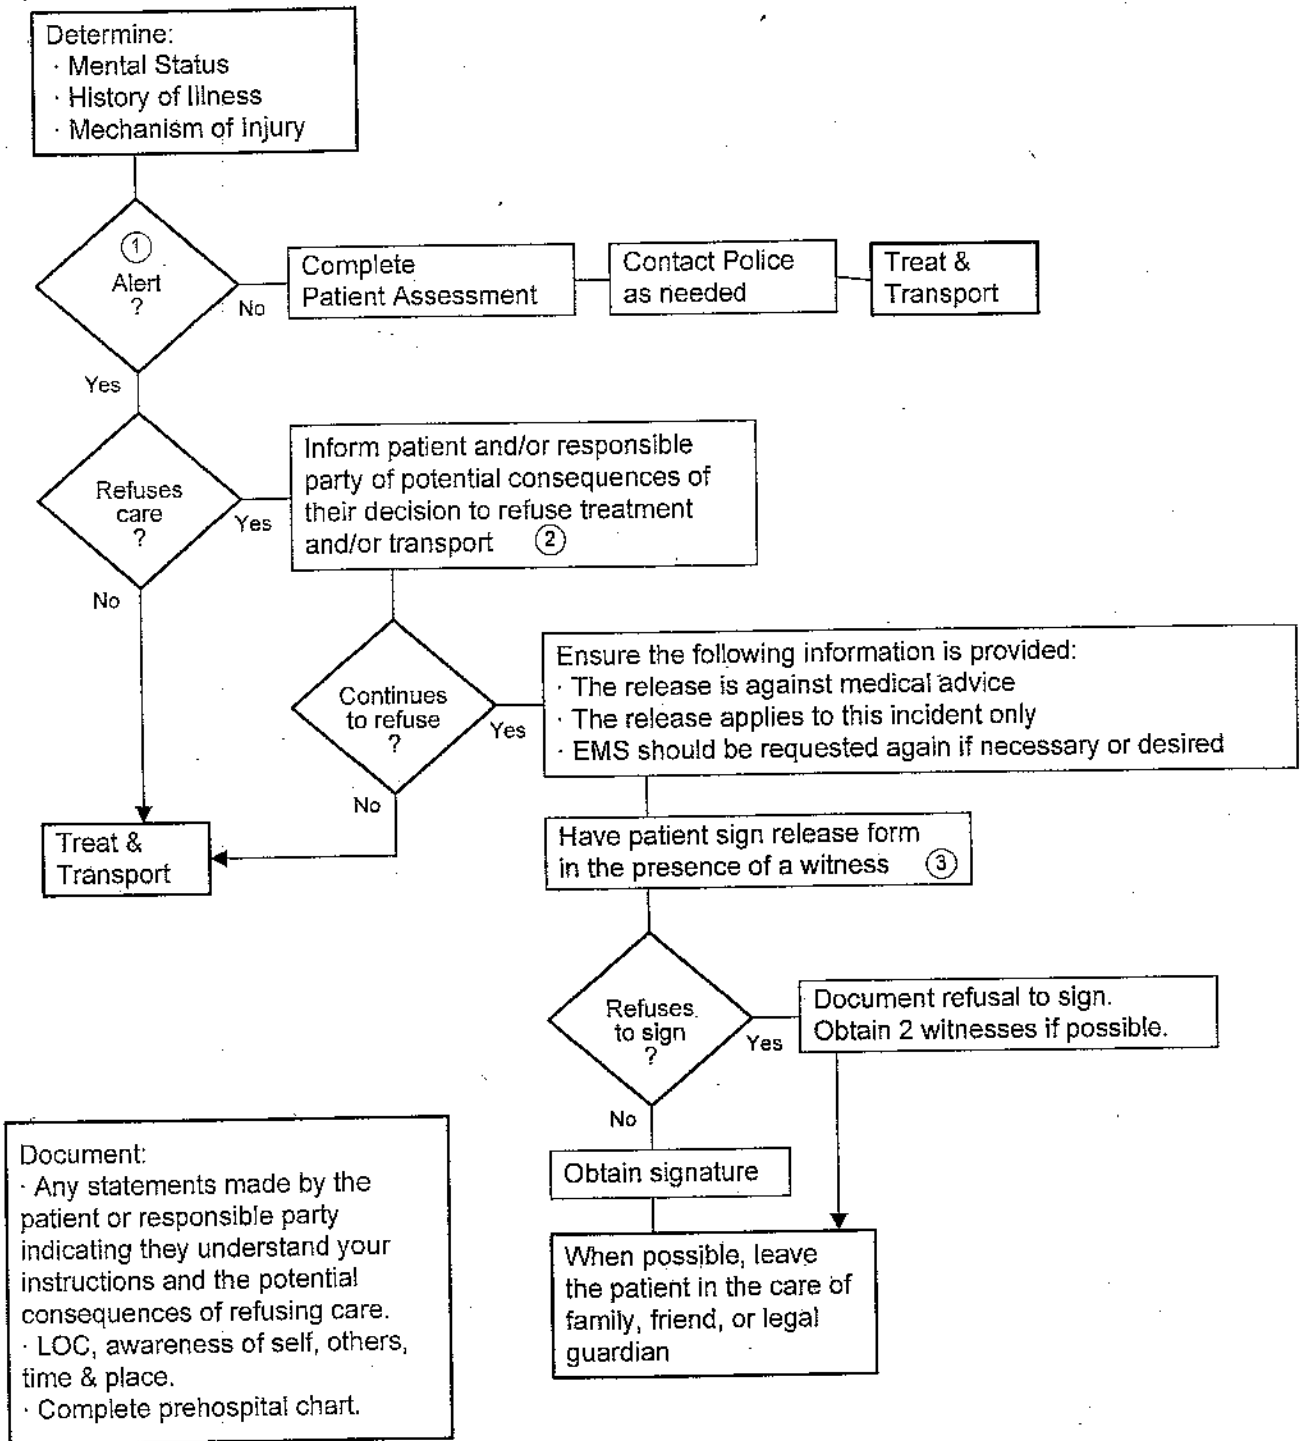 Determine:
· Mental Status
· History of Illness
· Mechanism of Injury
1
Alert
?
No
Complete
Patient Assessment
Contact Police
as needed
Treat &
Transport
Yes
Refuses
care
?
Yes
Inform patient and/or responsible
party of potential consequences of
their decision to refuse treatment
and/or transport 2
No
Continues
to refuse
?
Yes
Ensure the following information is provided:
· The release is against medical advice
· The release applies to this incident only
· EMS should be requested again if necessary or desired
No
Treat &
Transport
Have patient sign release form
in the presence of a witness 3
Refuses
to sign
?
Yes
Document refusal to sign.
Obtain 2 witnesses if possible.
No
Obtain signature
When possible, leave
the patient in the care of
family, friend, or legal
guardian
Document:
· Any statements made by the
patient or responsible party
indicating they understand your
instructions and the potential
consequences of refusing care.
· LOC, awareness of self, others,
time & place.
· Complete prehospital chart.